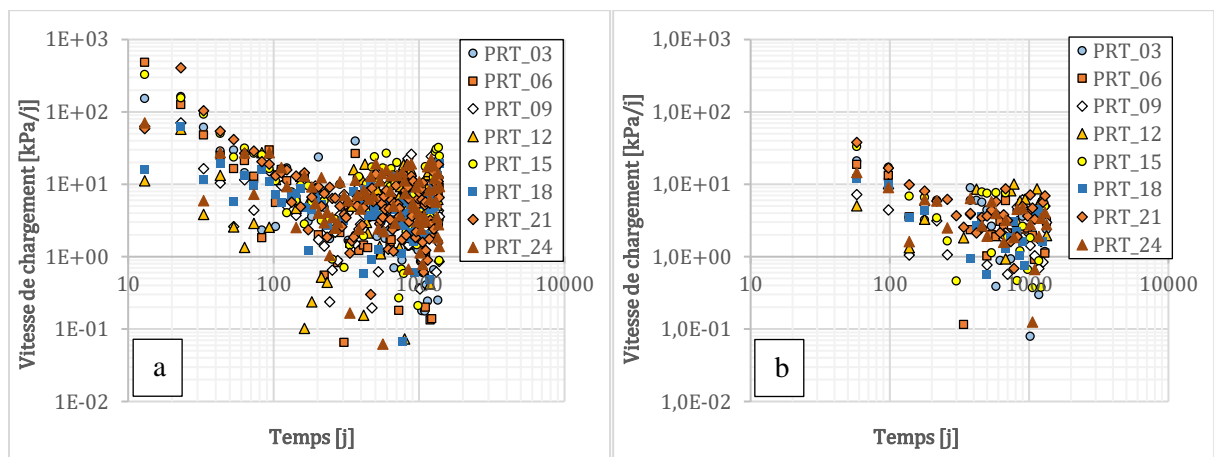 1E+03
1E+02
1E+01
1E+00
1E-01
1E-02
10 100 1000 10000
Vitesse de chargement [kPa/j]
Temps [j]
PRT_03
PRT_06
PRT_09
PRT_12
PRT_15
PRT_18
PRT_21
PRT_24
a
1,0E+03
1,0E+02
1,0E+01
1,0E+00
1,0E-01
1,0E-02
10 100 1000 10000
Vitesse de chargement [kPa/j]
Temps [j]
PRT_03
PRT_06
PRT_09
PRT_12
PRT_15
PRT_18
PRT_21
PRT_24
b